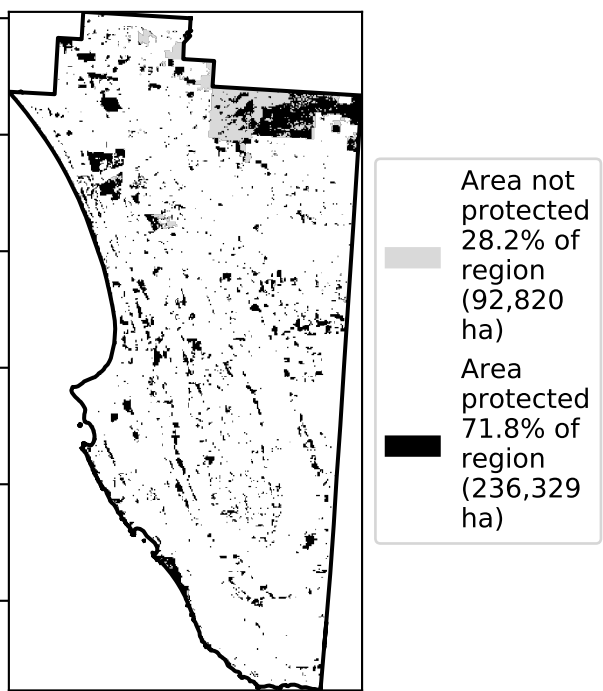 Area not
protected
28.2% of
region
(92,820
ha)
Area
protected
71.8% of
region
(236,329
ha)